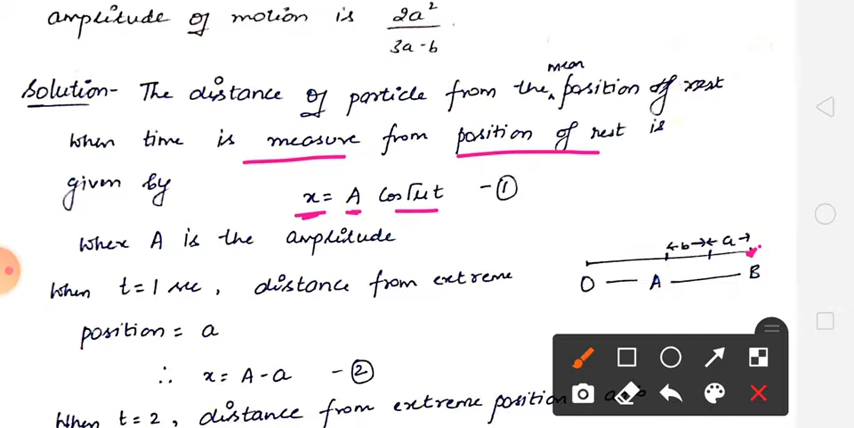 amplitude of motion is 2a²/3a-b
mean
Solution- The distance of particle from the ^ position of rest
when time is measure from position of rest is
given by
x = A cos√μt - ①
where A is the amplitude
←b→← a→
O — A — B
When t=1 sec, distance from extreme
position = a
∴ x = A-a - ②
When t=2, distance from extreme position